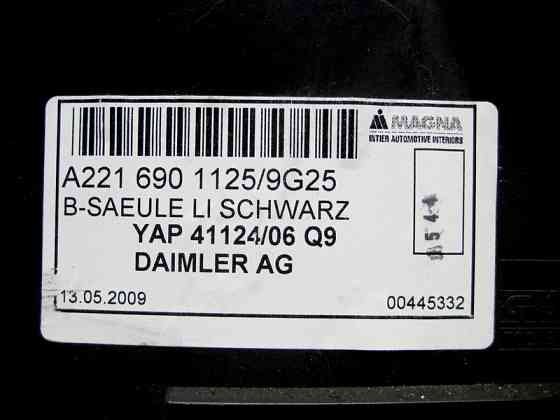 MAGNA
INTIER AUTOMOTIVE INTERIORS
A221 690 1125/9G25
B-SAEULE LI SCHWARZ
YAP 41124/06 Q9
DAIMLER AG
13.05.2009
00445332